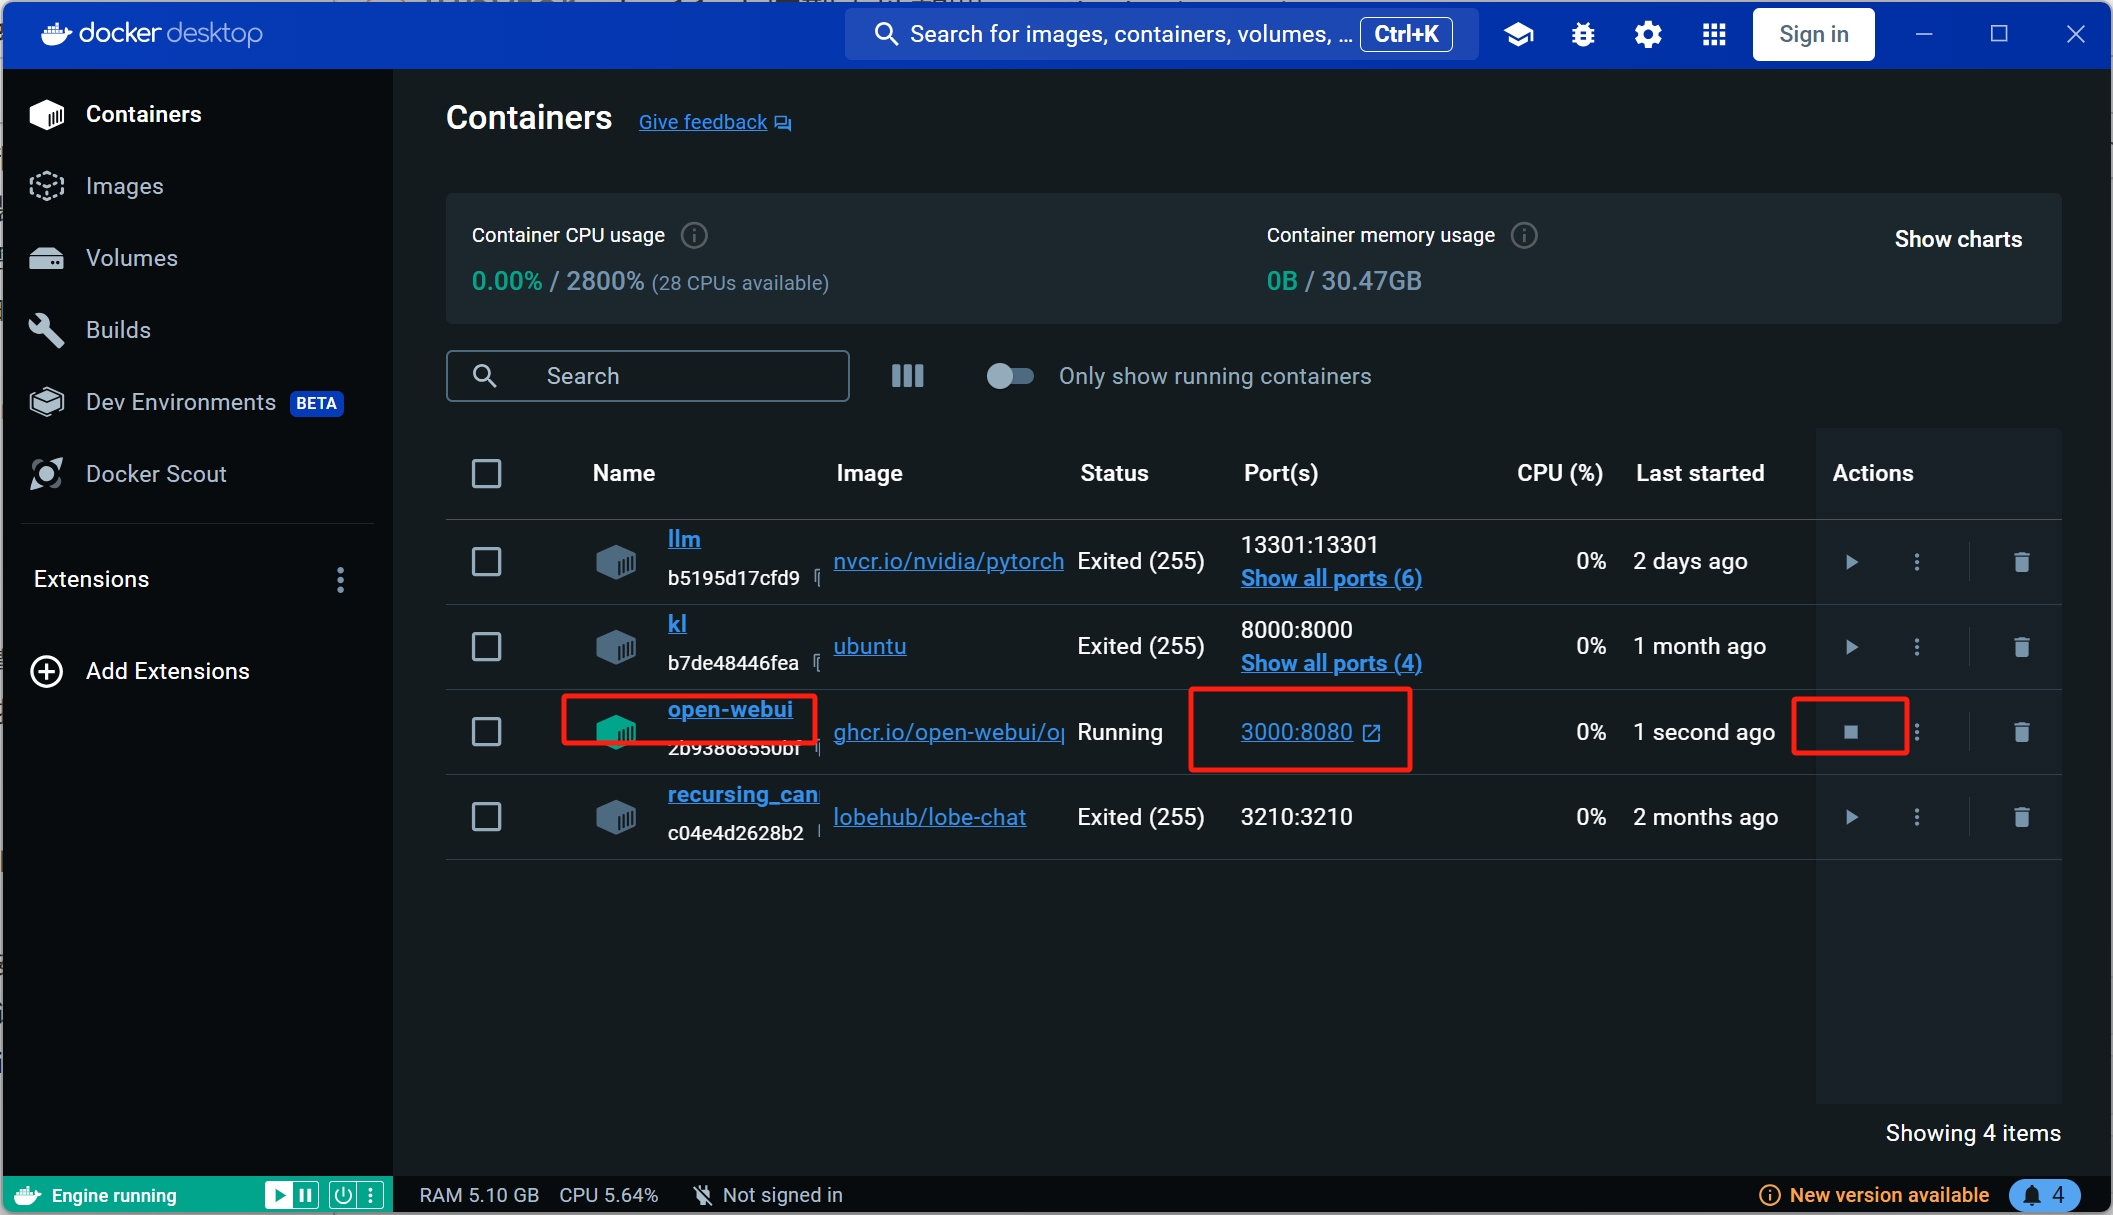 docker desktop
Search for images, containers, volumes, ... Ctrl+K
Sign in
Containers
Images
Volumes
Builds
Dev Environments BETA
Docker Scout
Extensions
Add Extensions
Containers Give feedback
Container CPU usage
0.00% / 2800% (28 CPUs available)
Container memory usage
0B / 30.47GB
Show charts
Search
Only show running containers
Name Image Status Port(s) CPU (%) Last started Actions
llm
b5195d17cfd9
nvcr.io/nvidia/pytorch
Exited (255)
13301:13301
Show all ports (6)
0%
2 days ago
kl
b7de48446fea
ubuntu
Exited (255)
8000:8000
Show all ports (4)
0%
1 month ago
open-webui
2b93868550bf
ghcr.io/open-webui/op
Running
3000:8080
0%
1 second ago
recursing_can
c04e4d2628b2
lobehub/lobe-chat
Exited (255)
3210:3210
0%
2 months ago
Showing 4 items
Engine running
RAM 5.10 GB CPU 5.64% Not signed in
New version available
4